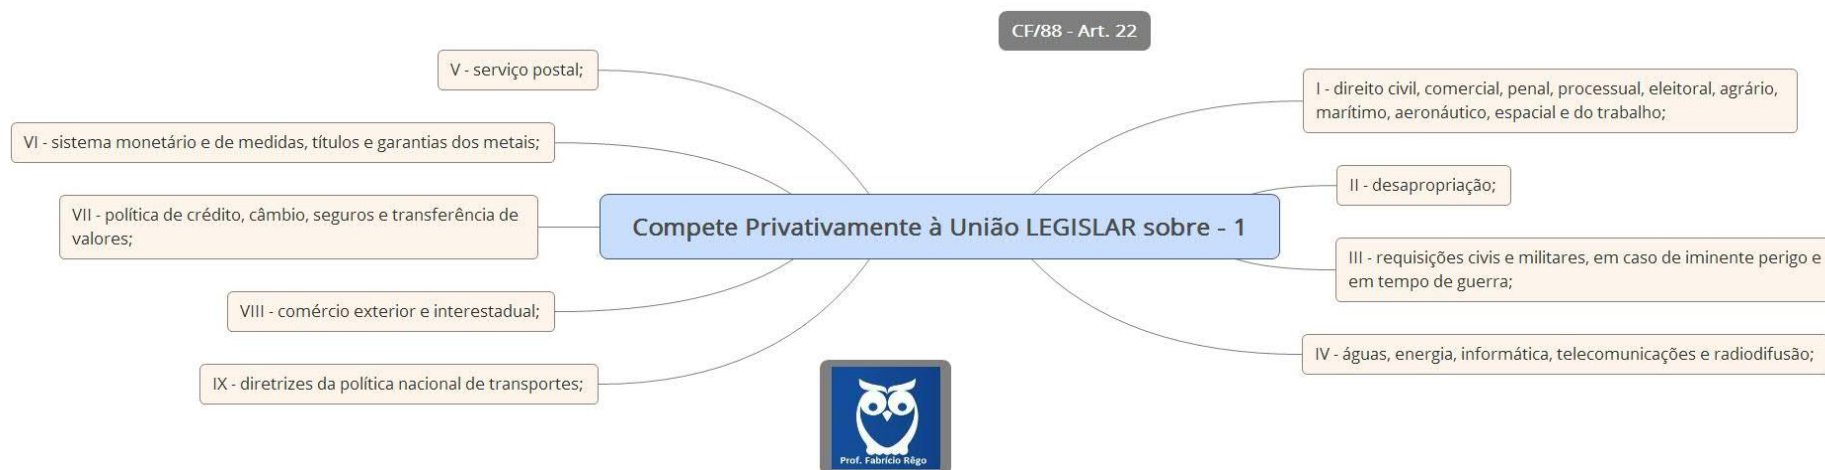 CF/88 - Art. 22
Compete Privativamente à União LEGISLAR sobre - 1
I - direito civil, comercial, penal, processual, eleitoral, agrário,
marítimo, aeronáutico, espacial e do trabalho;
II - desapropriação;
III - requisições civis e militares, em caso de iminente perigo e
em tempo de guerra;
IV - águas, energia, informática, telecomunicações e radiodifusão;
V - serviço postal;
VI - sistema monetário e de medidas, títulos e garantias dos metais;
VII - política de crédito, câmbio, seguros e transferência de
valores;
VIII - comércio exterior e interestadual;
IX - diretrizes da política nacional de transportes;
Prof. Fabrício Rêgo